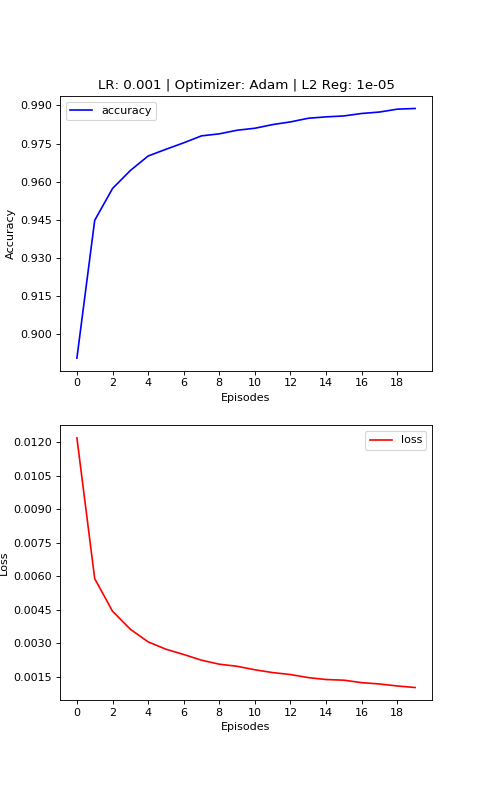 LR: 0.001 | Optimizer: Adam | L2 Reg: 1e-05
accuracy
0.990
0.975
0.960
0.945
0.930
0.915
0.900
Accuracy
0 2 4 6 8 10 12 14 16 18
Episodes
loss
0.0120
0.0105
0.0090
0.0075
0.0060
0.0045
0.0030
0.0015
Loss
0 2 4 6 8 10 12 14 16 18
Episodes